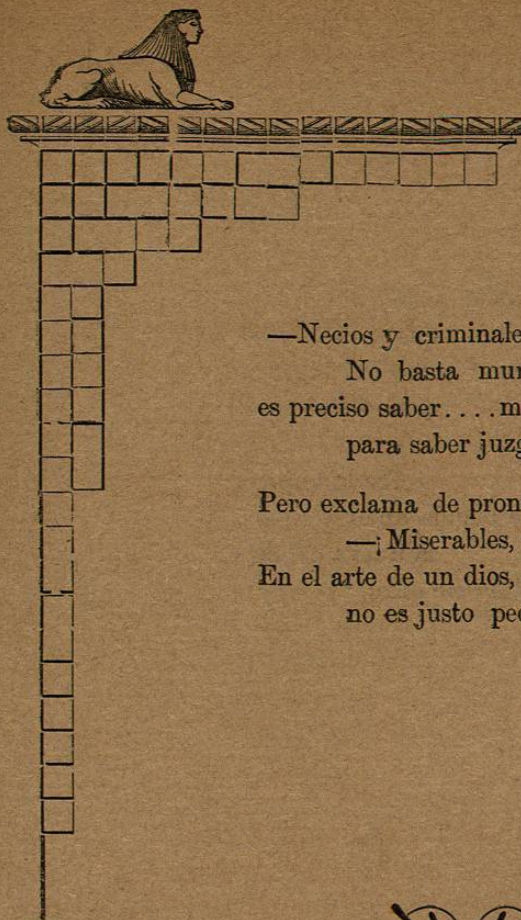 —Necios y criminale
No basta mu
es preciso saber....m
para saber juzg
Pero exclama de pron
—¡Miserables,
En el arte de un dios,
no es justo pe